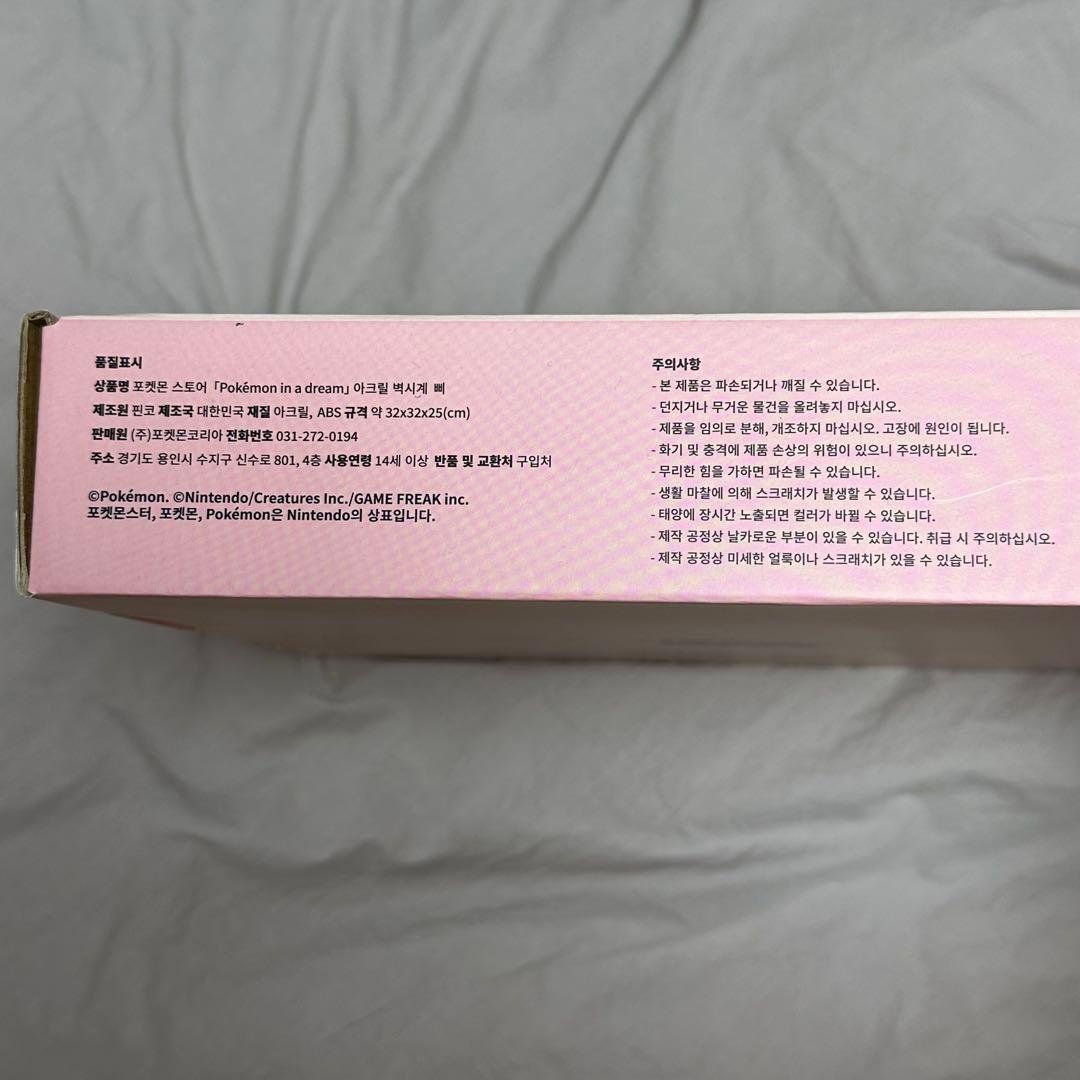 품질표시
상품명 포켓몬 스토어「Pokémon in a dream」아크릴 벽시계 삐
제조원 핀코 제조국 대한민국 재질 아크릴, ABS 규격 약 32x32x25(cm)
판매원 (주)포켓몬코리아 전화번호 031-272-0194
주소 경기도 용인시 수지구 신수로 801, 4층 사용연령 14세 이상 반품 및 교환처 구입처
©Pokémon. ©Nintendo/Creatures Inc./GAME FREAK inc.
포켓몬스터, 포켓몬, Pokémon은 Nintendo의 상표입니다.
주의사항
- 본 제품은 파손되거나 깨질 수 있습니다.
- 던지거나 무거운 물건을 올려놓지 마십시오.
- 제품을 임의로 분해, 개조하지 마십시오. 고장에 원인이 됩니다.
- 화기 및 충격에 제품 손상의 위험이 있으니 주의하십시오.
- 무리한 힘을 가하면 파손될 수 있습니다.
- 생활 마찰에 의해 스크래치가 발생할 수 있습니다.
- 태양에 장시간 노출되면 컬러가 바뀔 수 있습니다.
- 제작 공정상 날카로운 부분이 있을 수 있습니다. 취급 시 주의하십시오.
- 제작 공정상 미세한 얼룩이나 스크래치가 있을 수 있습니다.